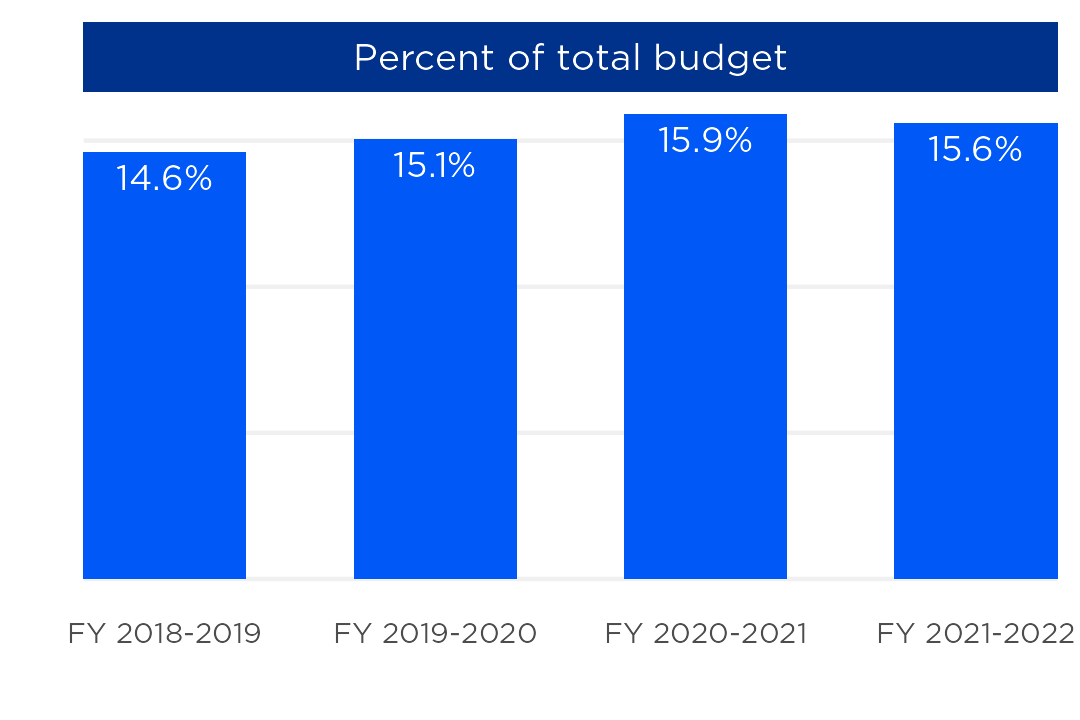 Percent of total budget
14.6%
15.1%
15.9%
15.6%
FY 2018-2019
FY 2019-2020
FY 2020-2021
FY 2021-2022